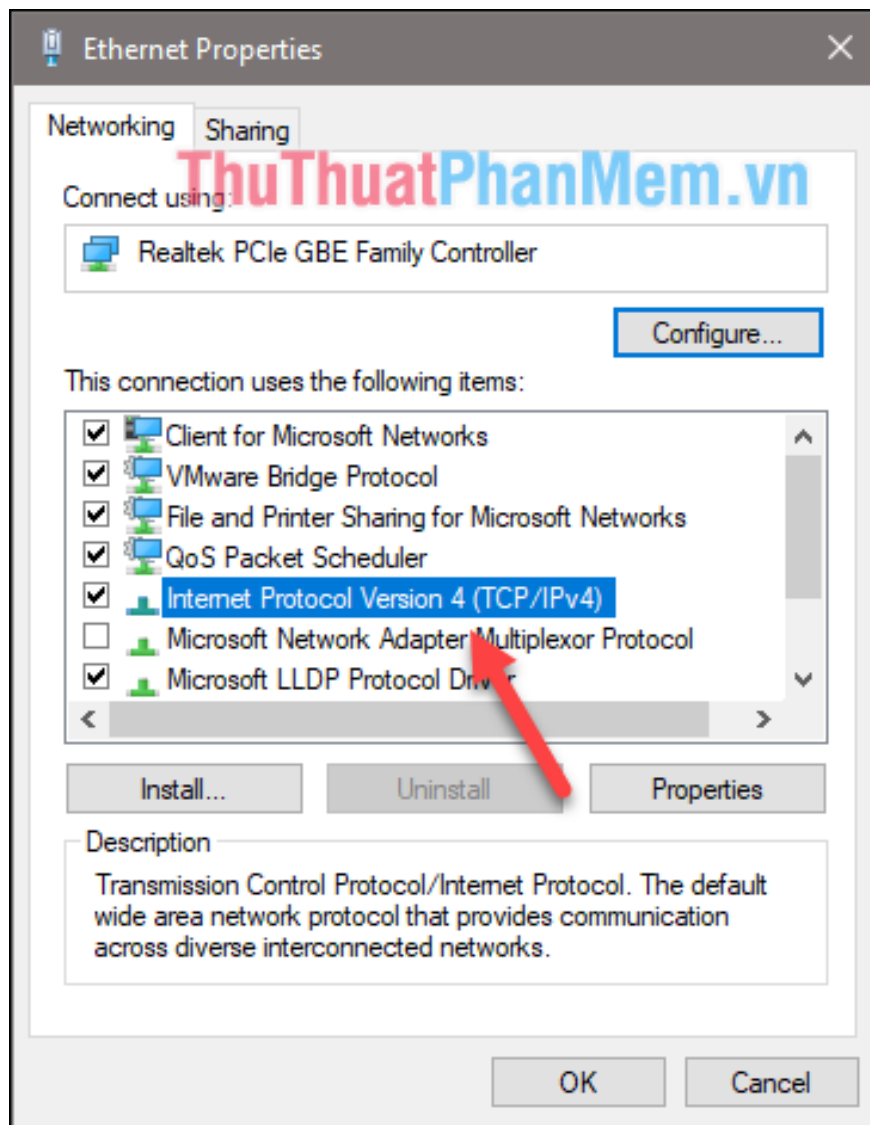 Ethernet Properties
Networking
Sharing
ThuThuatPhanMem.vn
Connect using:
Realtek PCIe GBE Family Controller
Configure...
This connection uses the following items:
Client for Microsoft Networks
VMware Bridge Protocol
File and Printer Sharing for Microsoft Networks
QoS Packet Scheduler
Internet Protocol Version 4 (TCP/IPv4)
Microsoft Network Adapter Multiplexor Protocol
Microsoft LLDP Protocol Driver
Install...
Uninstall
Properties
Description
Transmission Control Protocol/Internet Protocol. The default
wide area network protocol that provides communication
across diverse interconnected networks.
OK
Cancel